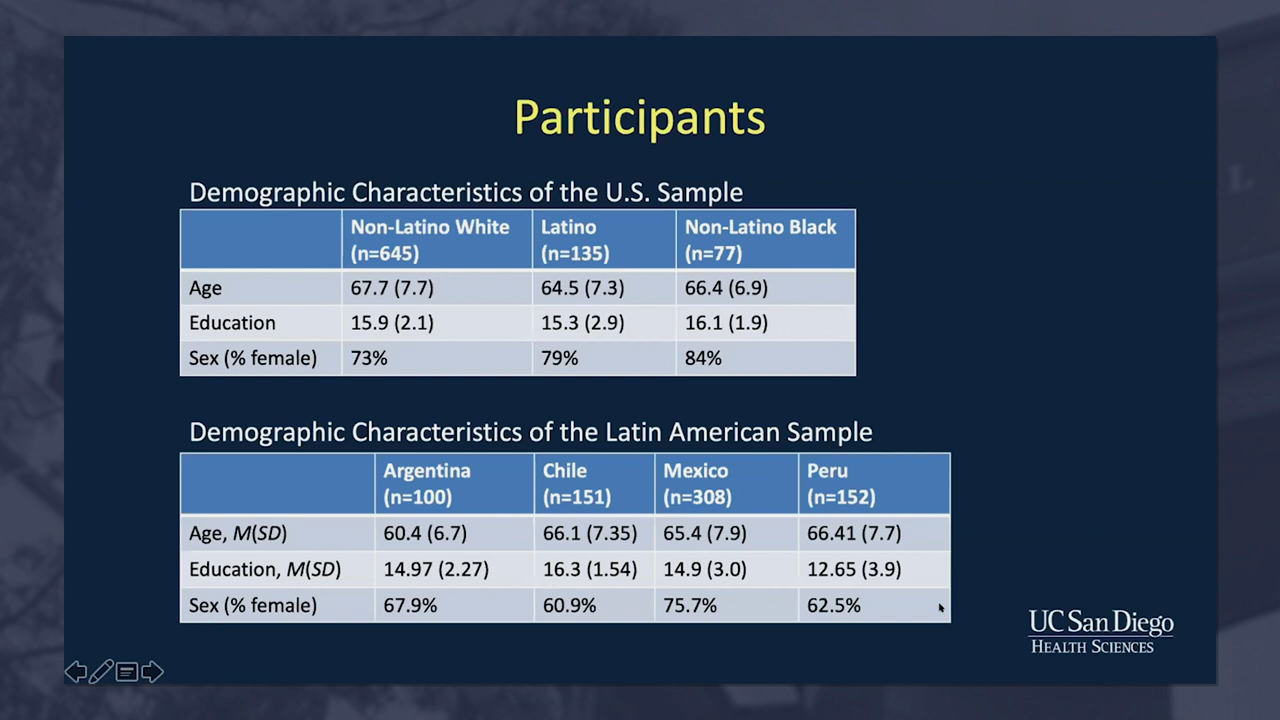 Participants
Demographic Characteristics of the U.S. Sample
Non-Latino White (n=645) Latino (n=135) Non-Latino Black (n=77)
Age 67.7 (7.7) 64.5 (7.3) 66.4 (6.9)
Education 15.9 (2.1) 15.3 (2.9) 16.1 (1.9)
Sex (% female) 73% 79% 84%
Demographic Characteristics of the Latin American Sample
Argentina (n=100) Chile (n=151) Mexico (n=308) Peru (n=152)
Age, M(SD) 60.4 (6.7) 66.1 (7.35) 65.4 (7.9) 66.41 (7.7)
Education, M(SD) 14.97 (2.27) 16.3 (1.54) 14.9 (3.0) 12.65 (3.9)
Sex (% female) 67.9% 60.9% 75.7% 62.5%
UC San Diego
HEALTH SCIENCES